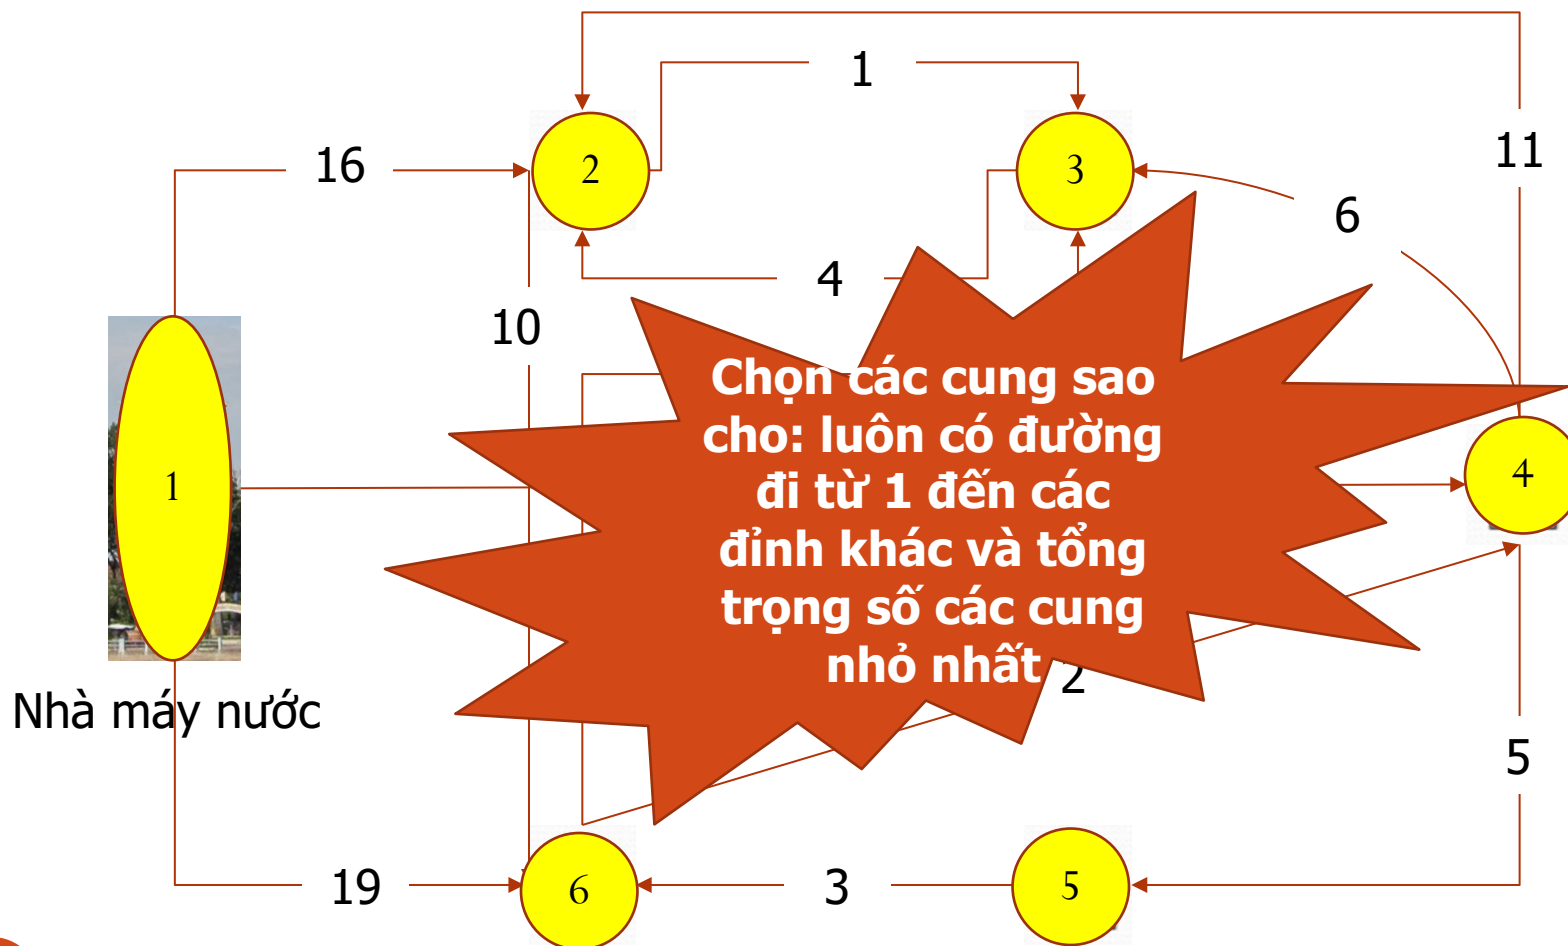 1
16
2
3
11
6
4
10
Chọn các cung sao
cho: luôn có đường
đi từ 1 đến các
đỉnh khác và tổng
trọng số các cung
nhỏ nhất
1
4
2
Nhà máy nước
5
19
6
3
5